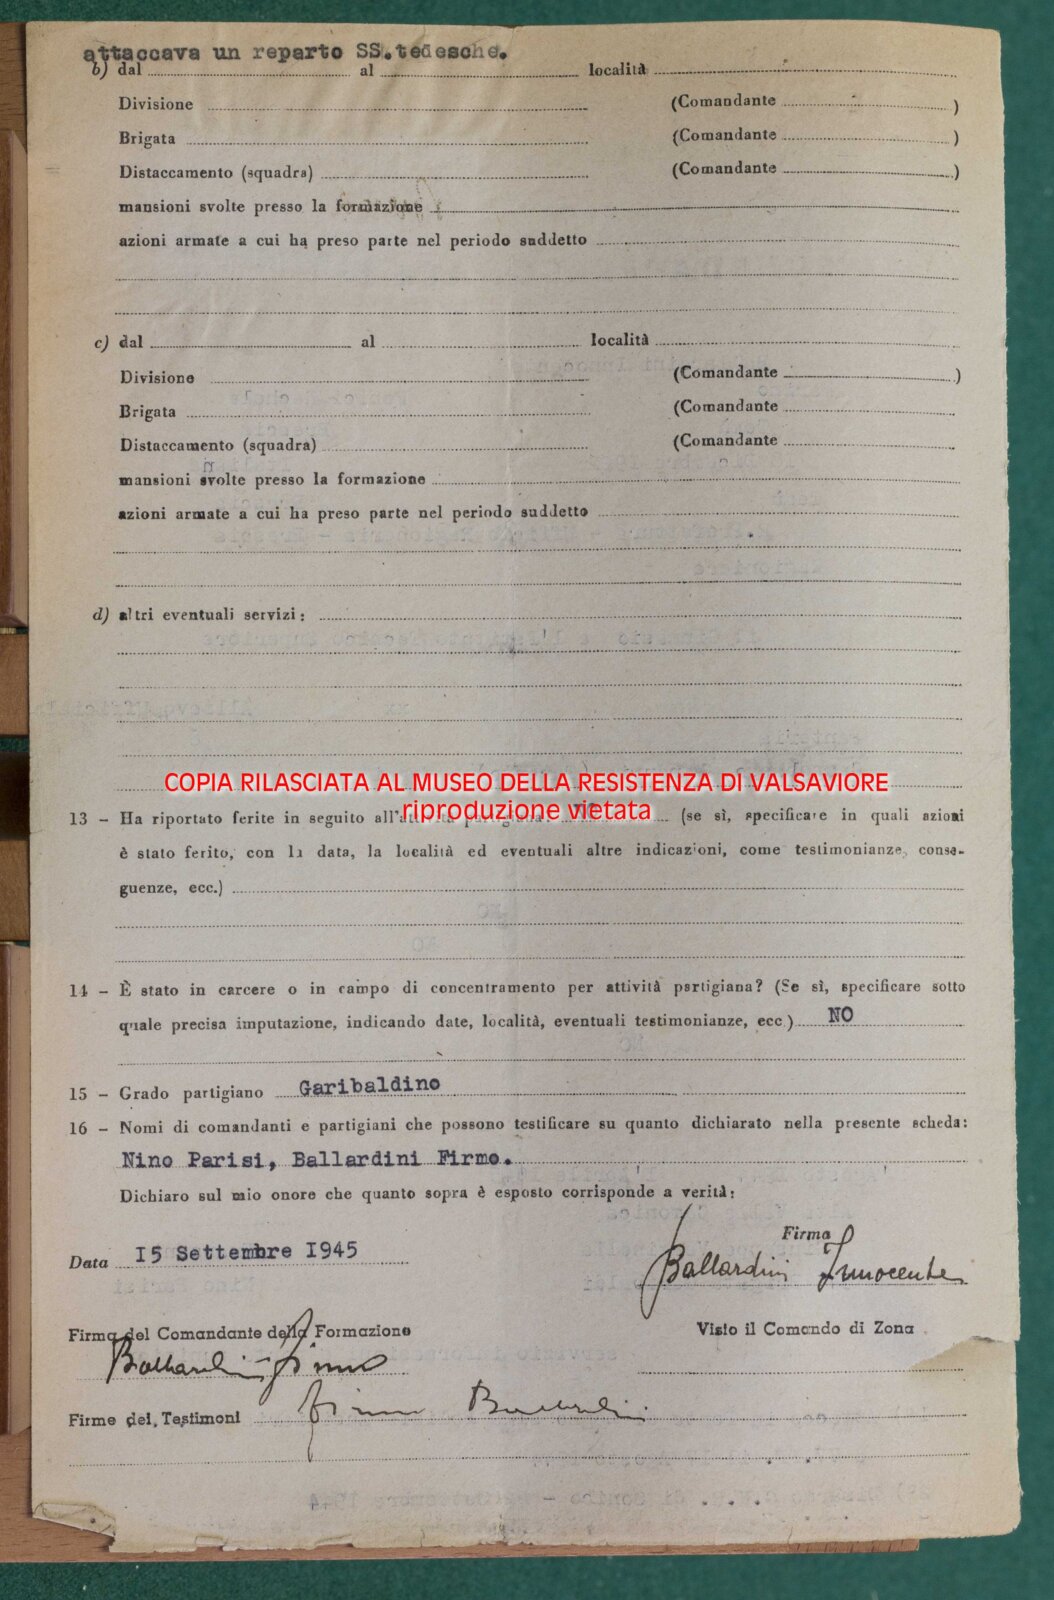 attaccava un reparto SS.tedesche.
b) dal al località
Divisione (Comandante )
Brigata (Comandante )
Distaccamento (squadra) (Comandante )
mansioni svolte presso la formazione
azioni armate a cui ha preso parte nel periodo suddetto
c) dal al località
Divisione (Comandante )
Brigata (Comandante
Distaccamento (squadra) (Comandante
mansioni svolte presso la formazione
azioni armate a cui ha preso parte nel periodo suddetto
d) altri eventuali servizi:
COPIA RILASCIATA AL MUSEO DELLA RESISTENZA DI VALSAVIORE
riproduzione vietata
13 - Ha riportato ferite in seguito all'attività partigiana? (se sì, specificare in quali azioni
è stato ferito, con la data, la località ed eventuali altre indicazioni, come testimonianze, conse-
guenze, ecc.)
14 - È stato in carcere o in campo di concentramento per attività partigiana? (Se sì, specificare sotto
quale precisa imputazione, indicando date, località, eventuali testimonianze, ecc.) NO
15 - Grado partigiano Garibaldino
16 - Nomi di comandanti e partigiani che possono testificare su quanto dichiarato nella presente scheda:
Nino Parisi, Ballardini Firmo.
Dichiaro sul mio onore che quanto sopra è esposto corrisponde a verità:
Firma
Data 15 Settembre 1945
Ballardini Innocente
Firma del Comandante della Formazione Visto il Comando di Zona
Ballardini Firmo
Firme dei Testimoni Firmo Ballardini